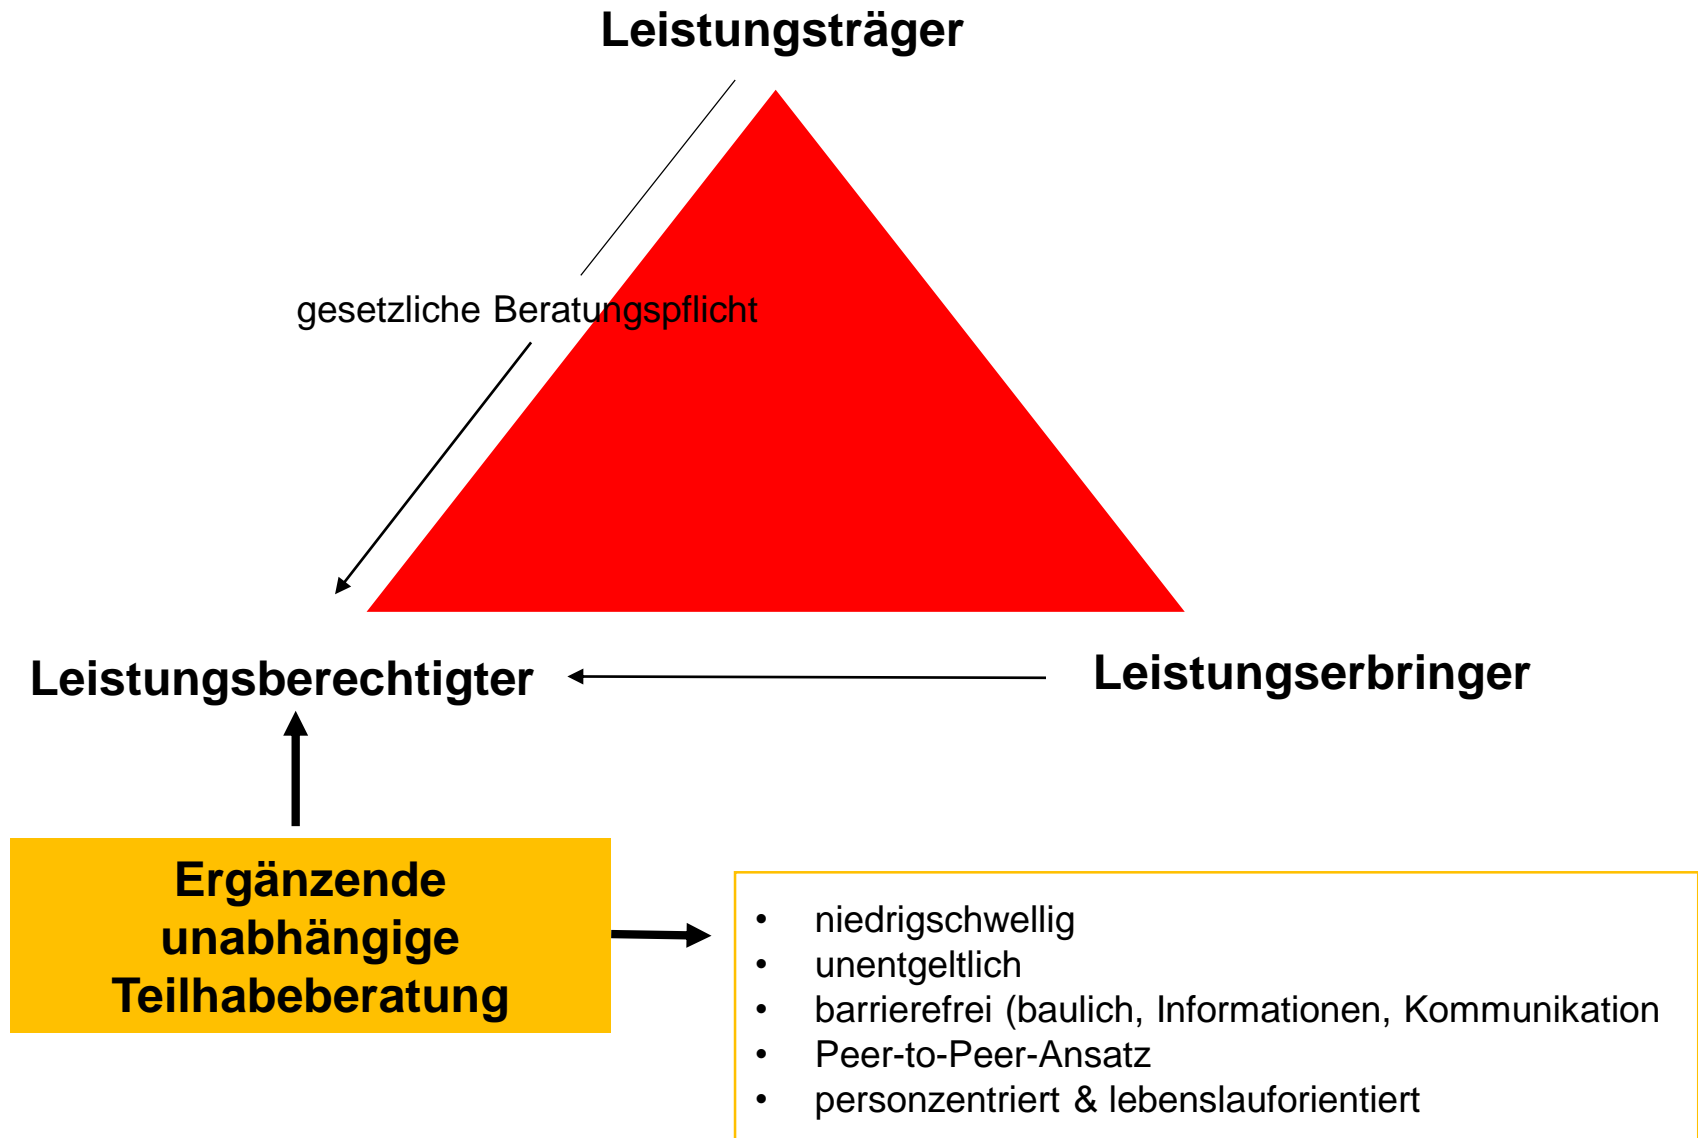 Leistungsträger
gesetzliche Beratungspflicht
Leistungsberechtigter
Leistungserbringer
Ergänzende
unabhängige
Teilhabeberatung
• niedrigschwellig
• unentgeltlich
• barrierefrei (baulich, Informationen, Kommunikation
• Peer-to-Peer-Ansatz
• personzentriert & lebenslauforientiert